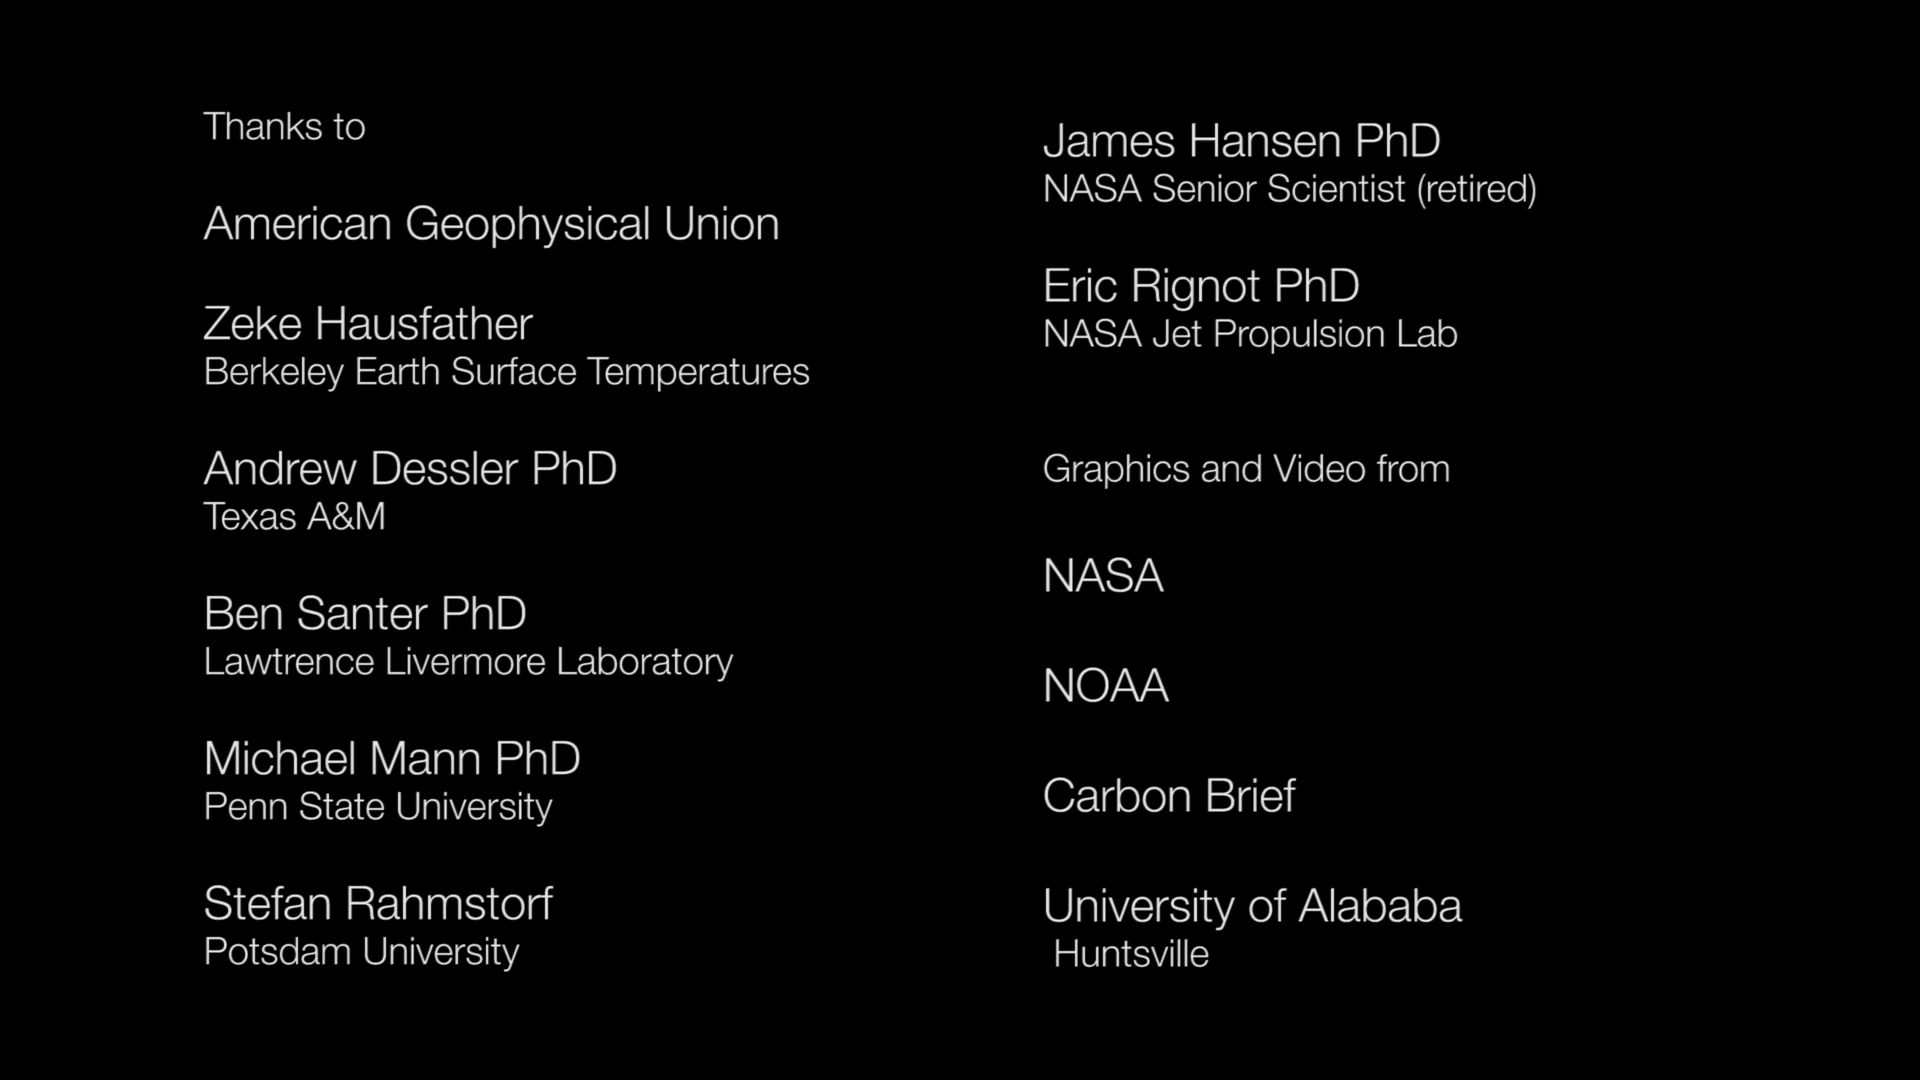 Thanks to
American Geophysical Union
Zeke Hausfather
Berkeley Earth Surface Temperatures
Andrew Dessler PhD
Texas A&M
Ben Santer PhD
Lawtrence Livermore Laboratory
Michael Mann PhD
Penn State University
Stefan Rahmstorf
Potsdam University
James Hansen PhD
NASA Senior Scientist (retired)
Eric Rignot PhD
NASA Jet Propulsion Lab
Graphics and Video from
NASA
NOAA
Carbon Brief
University of Alababa
Huntsville